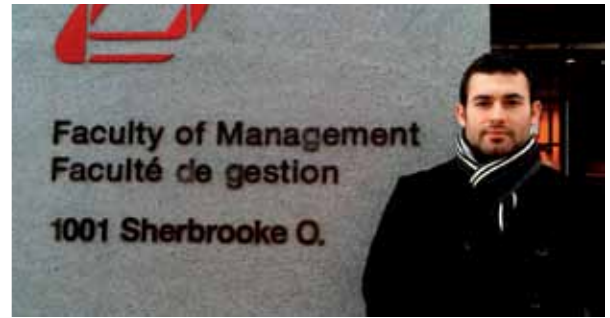 Faculty of Management
Faculté de gestion
1001 Sherbrooke O.